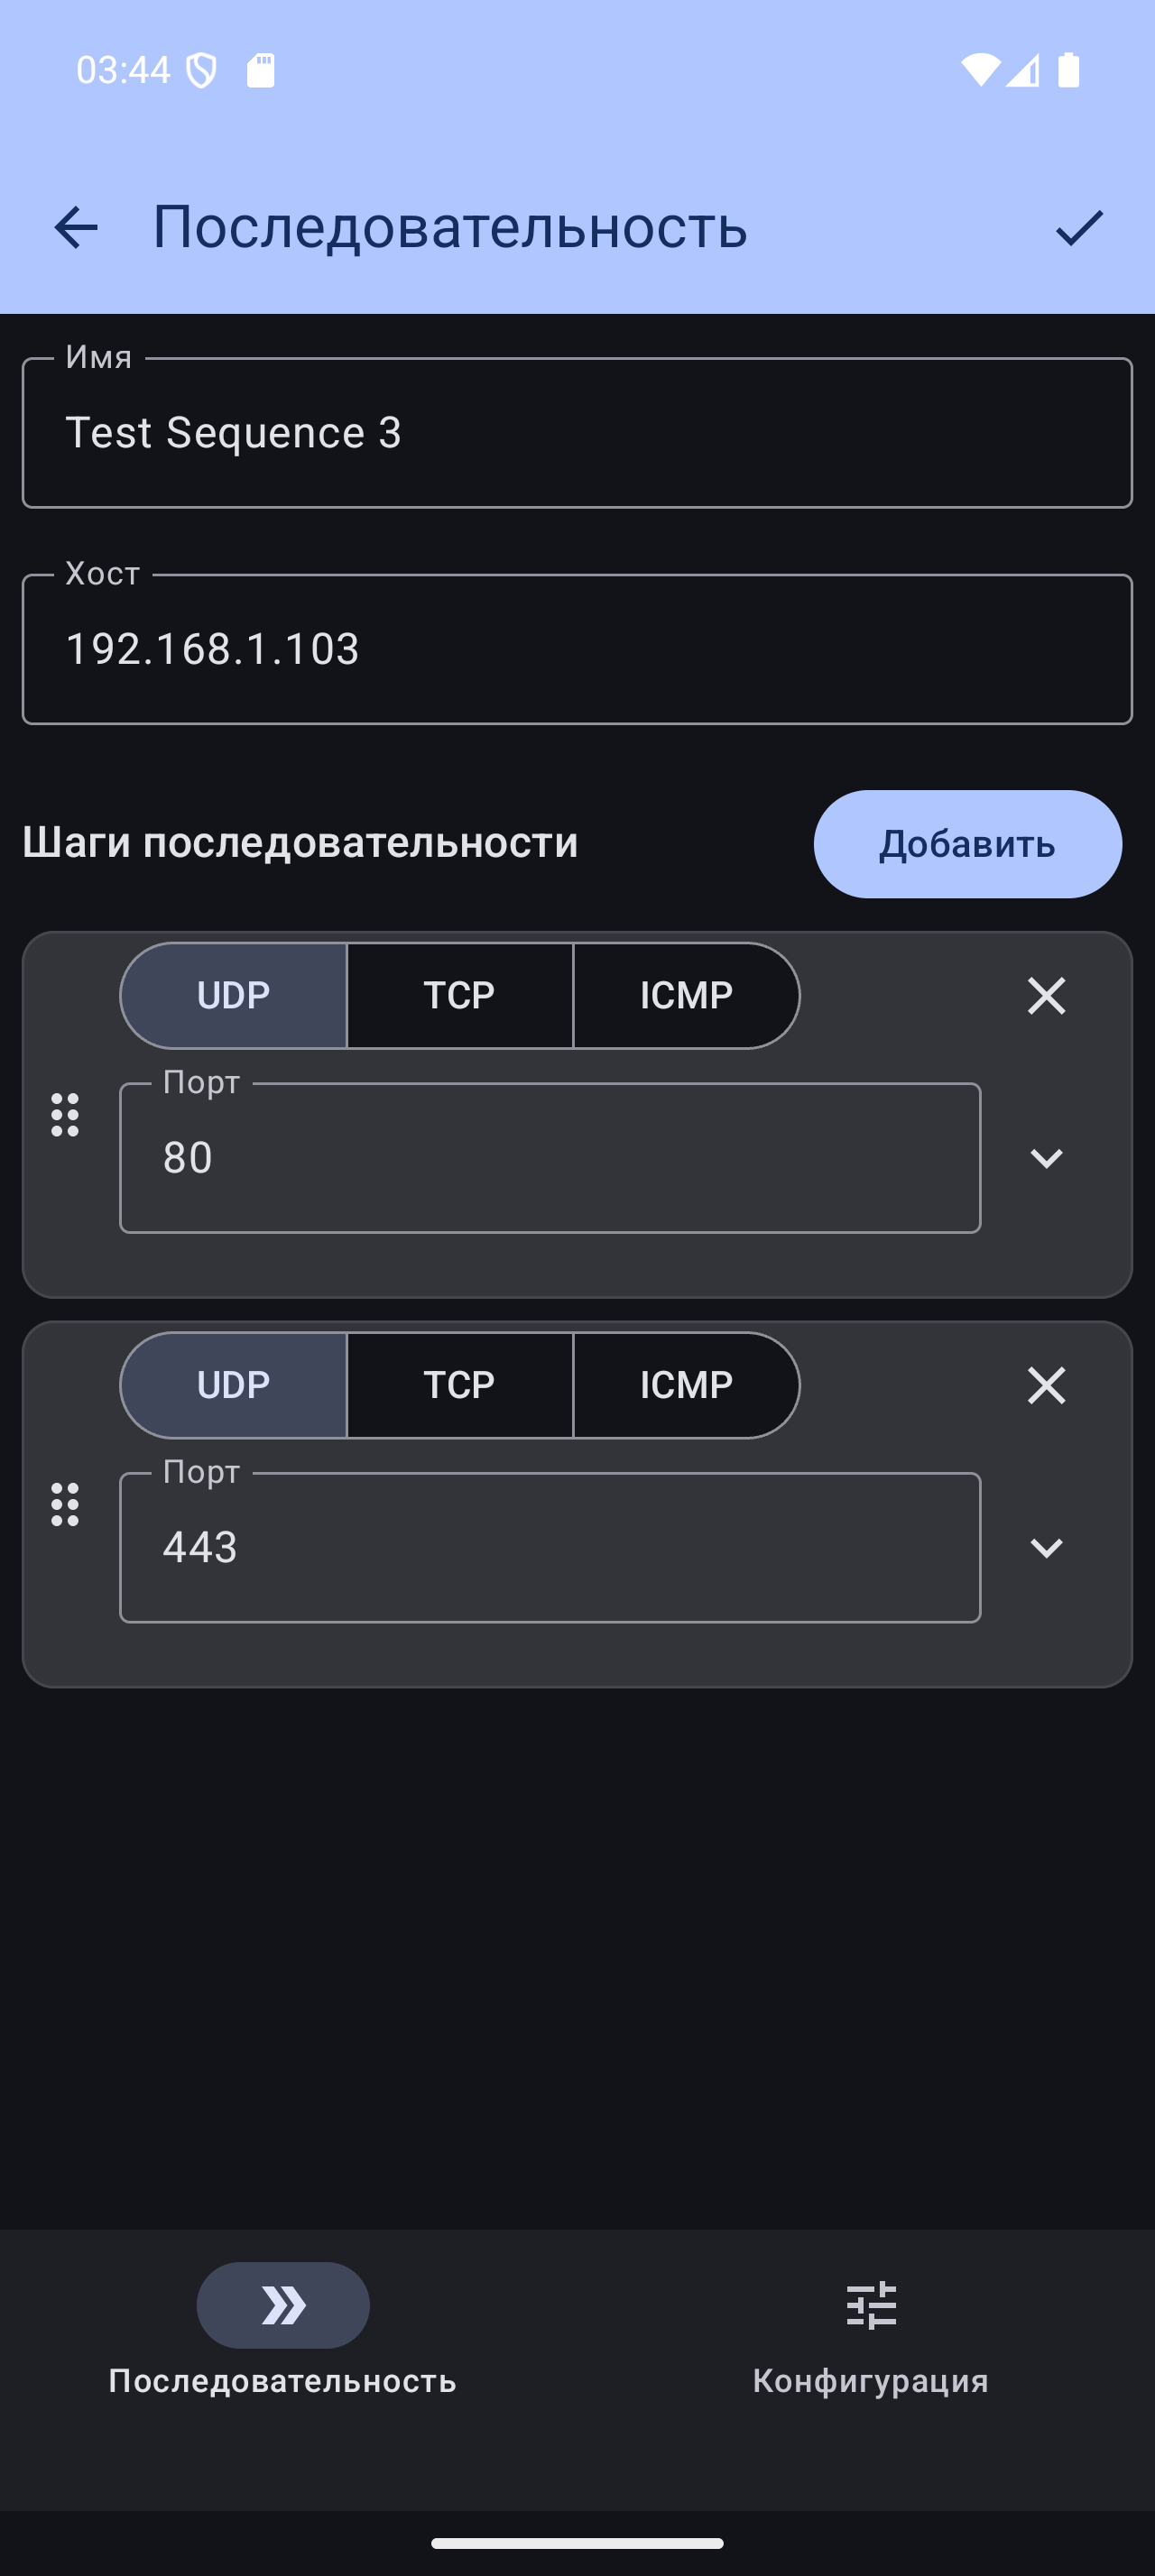 03:44
Последовательность
Имя
Test Sequence 3
Хост
192.168.1.103
Шаги последовательности
Добавить
UDP TCP ICMP
Порт
80
UDP TCP ICMP
Порт
443
Последовательность Конфигурация